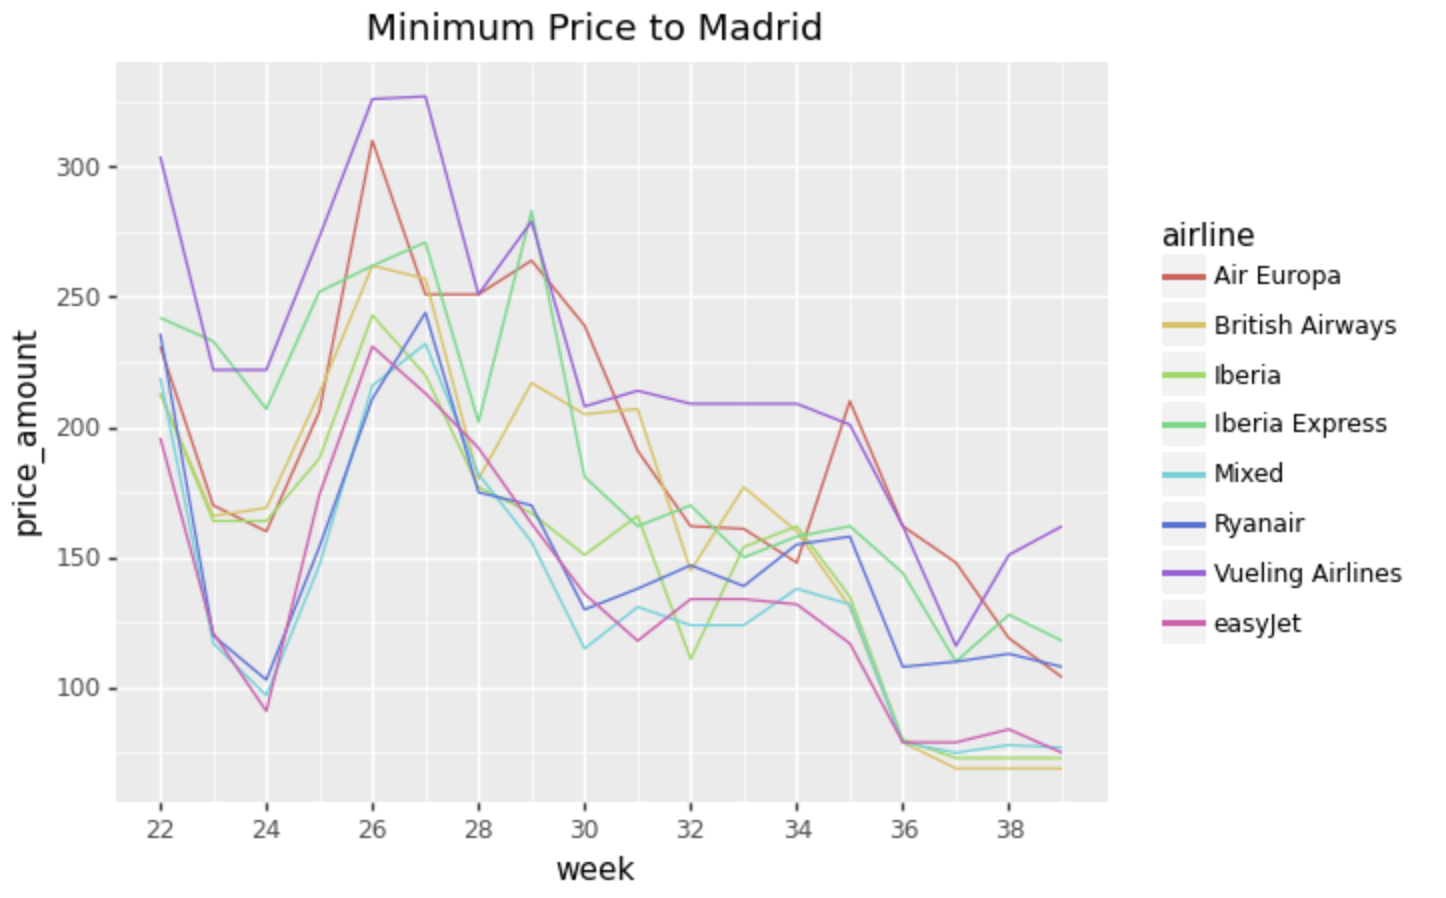 Minimum Price to Madrid
price_amount
300
250
200
150
100
22 24 26 28 30 32 34 36 38
week
airline
Air Europa
British Airways
Iberia
Iberia Express
Mixed
Ryanair
Vueling Airlines
easyJet